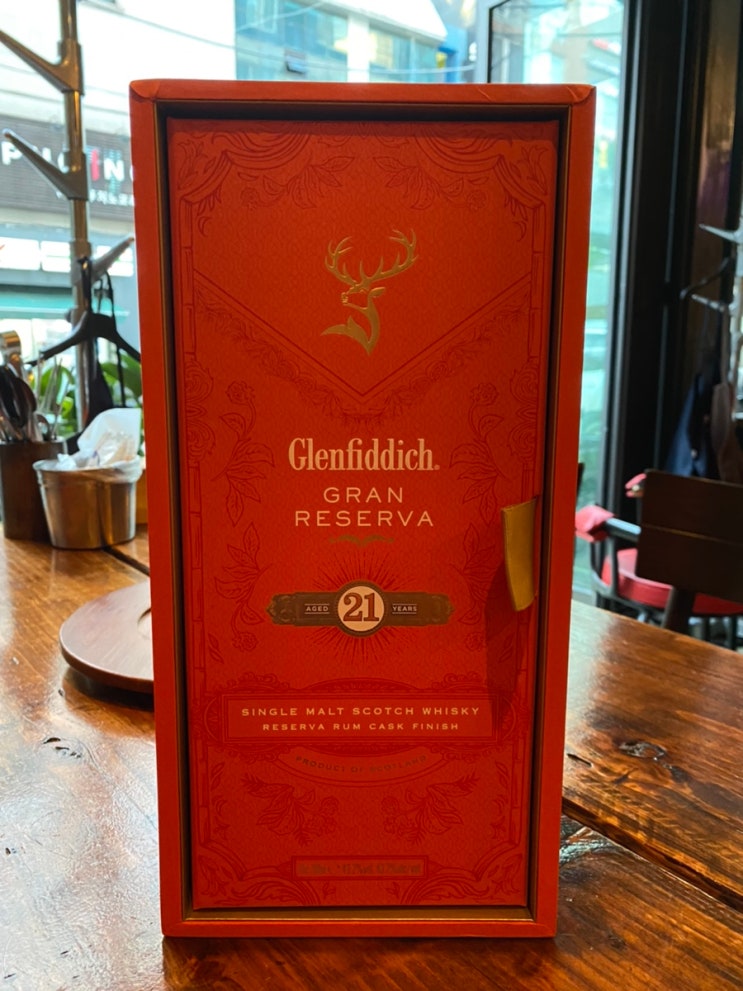 Glenfiddich®
GRAN
RESERVA
AGED 21 YEARS
SINGLE MALT SCOTCH WHISKY
RESERVA RUM CASK FINISH
PRODUCT OF SCOTLAND